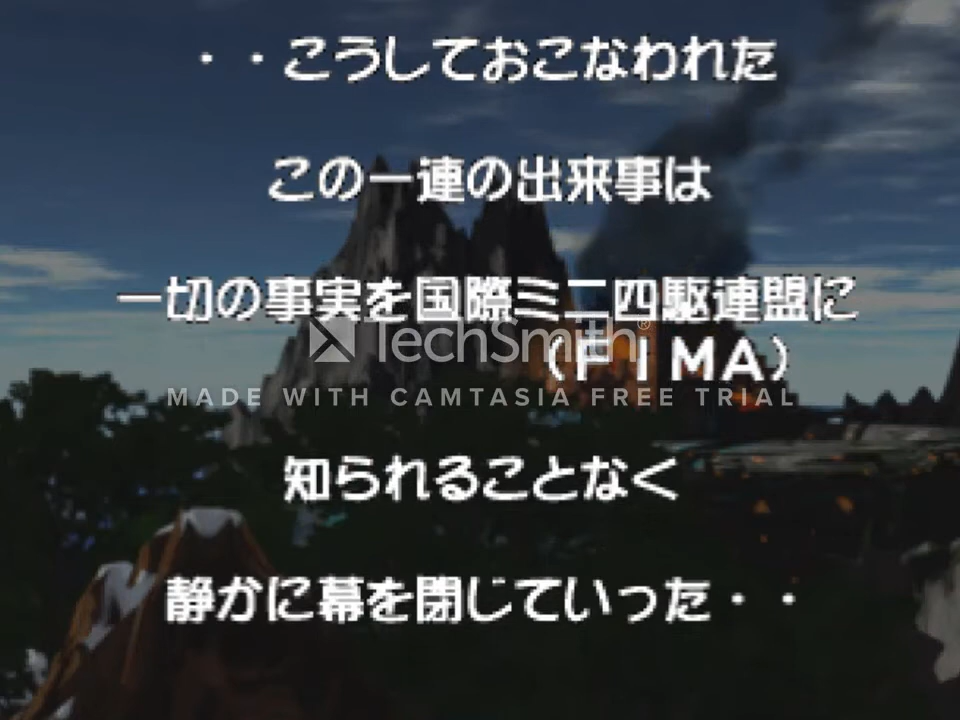 ・・こうしておこなわれた
この一連の出来事は
一切の事実を国際ミニ四駆連盟に
（ＦＩＭＡ）
TechSmith®
MADE WITH CAMTASIA FREE TRIAL
知られることなく
静かに幕を閉じていった・・